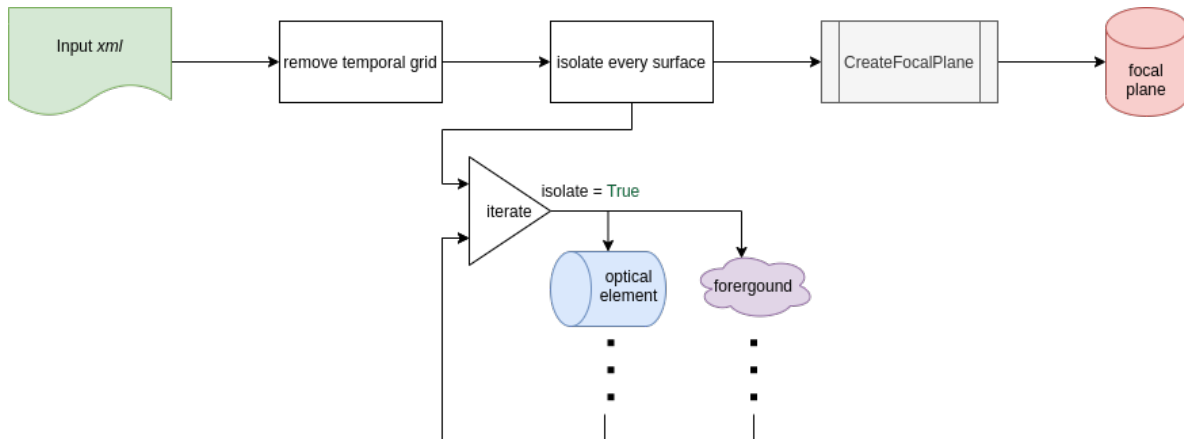 Input xml
remove temporal grid
isolate every surface
CreateFocalPlane
focal
plane
isolate = True
iterate
optical
element
forergound